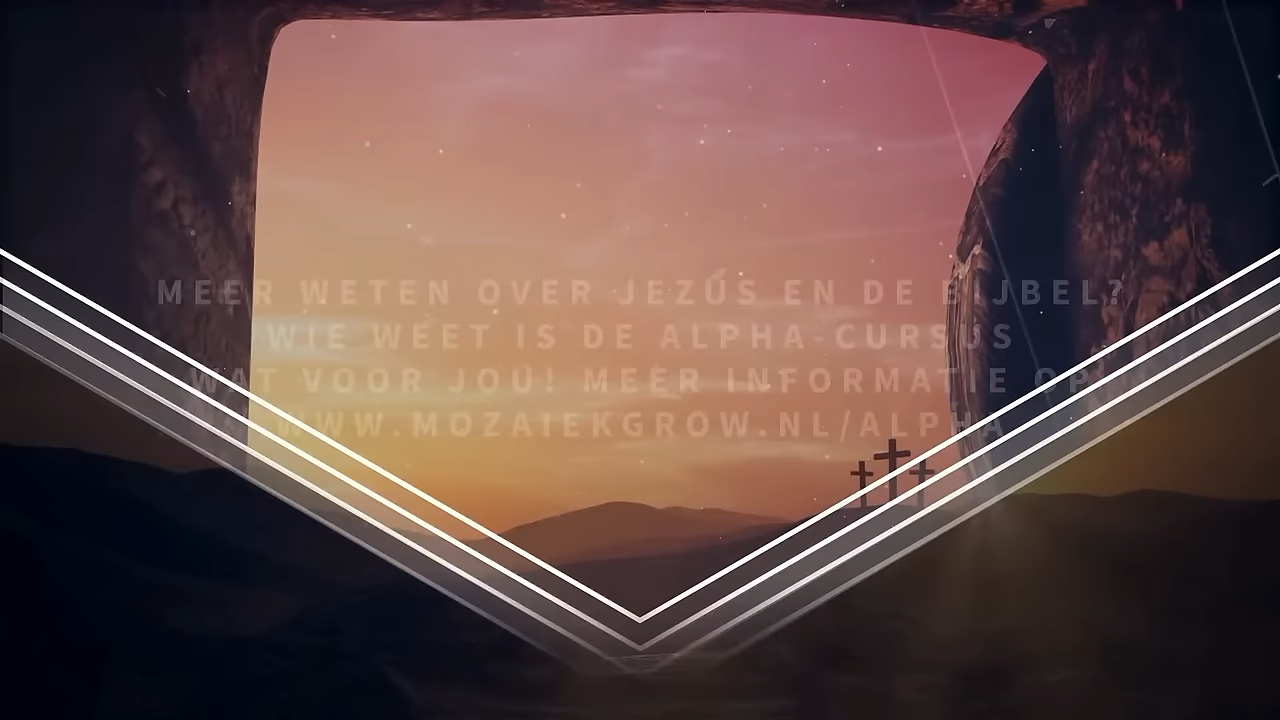 MEER WETEN OVER JEZÚS EN DE BIJBEL?
WIE WEET IS DE ALPHA-CURSUS
WAT VOOR JOU! MEER INFORMATIE OP
WWW.MOZAIEKGROW.NL/ALPHA